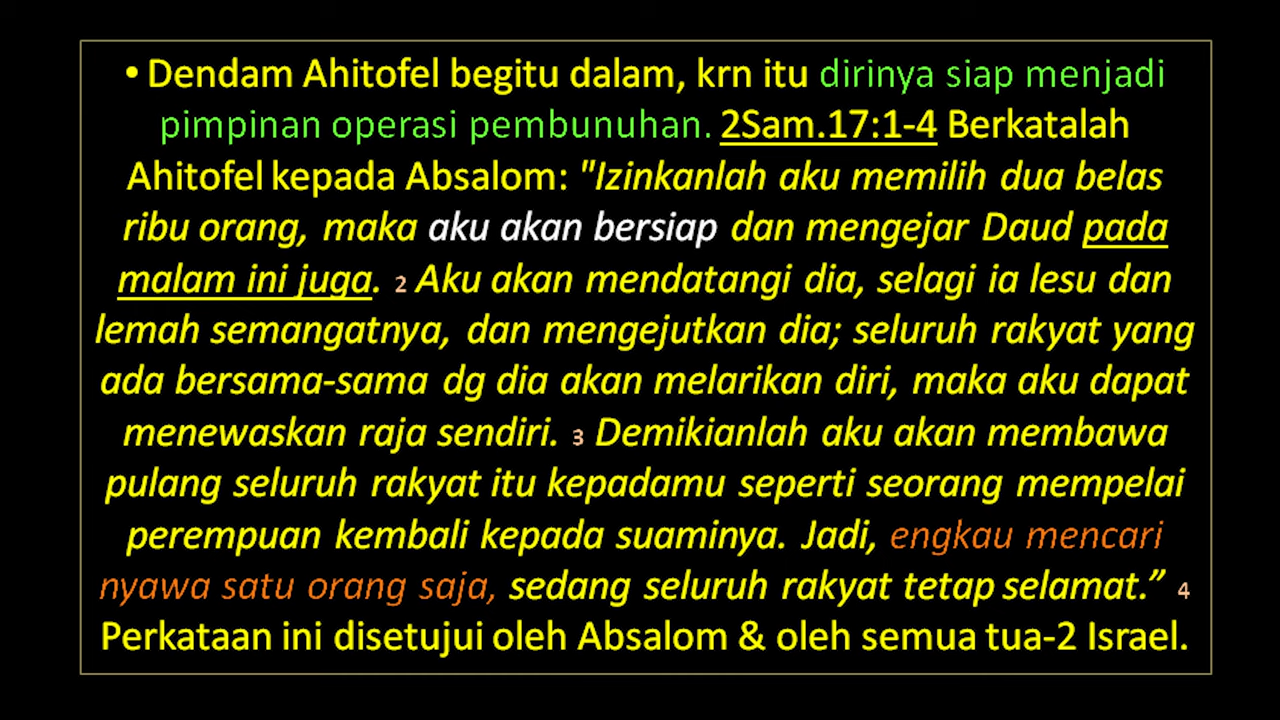 • Dendam Ahitofel begitu dalam, krn itu dirinya siap menjadi
pimpinan operasi pembunuhan. 2Sam.17:1-4 Berkatalah
Ahitofel kepada Absalom: "Izinkanlah aku memilih dua belas
ribu orang, maka aku akan bersiap dan mengejar Daud pada
malam ini juga. 2 Aku akan mendatangi dia, selagi ia lesu dan
lemah semangatnya, dan mengejutkan dia; seluruh rakyat yang
ada bersama-sama dg dia akan melarikan diri, maka aku dapat
menewaskan raja sendiri. 3 Demikianlah aku akan membawa
pulang seluruh rakyat itu kepadamu seperti seorang mempelai
perempuan kembali kepada suaminya. Jadi, engkau mencari
nyawa satu orang saja, sedang seluruh rakyat tetap selamat.” 4
Perkataan ini disetujui oleh Absalom & oleh semua tua-2 Israel.